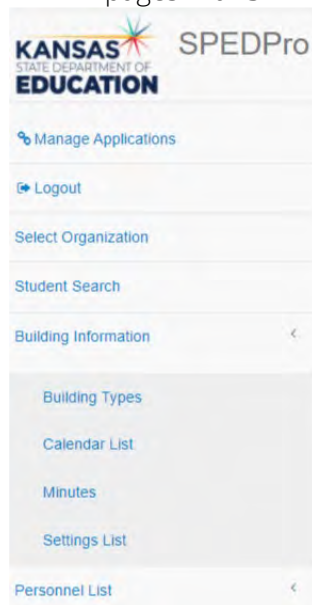 KANSAS SPEDPro
STATE DEPARTMENT OF
EDUCATION
Manage Applications
Logout
Select Organization
Student Search
Building Information
Building Types
Calendar List
Minutes
Settings List
Personnel List